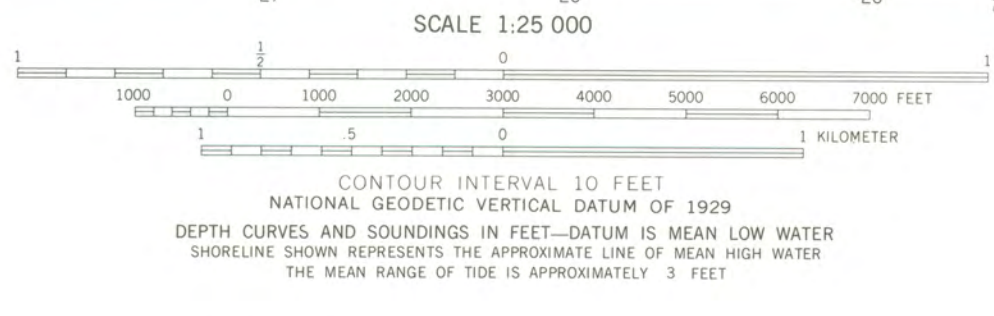 SCALE 1:25 000
1 1/2 0 1
1000 0 1000 2000 3000 4000 5000 6000 7000 FEET
1 .5 0 1 KILOMETER
CONTOUR INTERVAL 10 FEET
NATIONAL GEODETIC VERTICAL DATUM OF 1929
DEPTH CURVES AND SOUNDINGS IN FEET—DATUM IS MEAN LOW WATER
SHORELINE SHOWN REPRESENTS THE APPROXIMATE LINE OF MEAN HIGH WATER
THE MEAN RANGE OF TIDE IS APPROXIMATELY 3 FEET